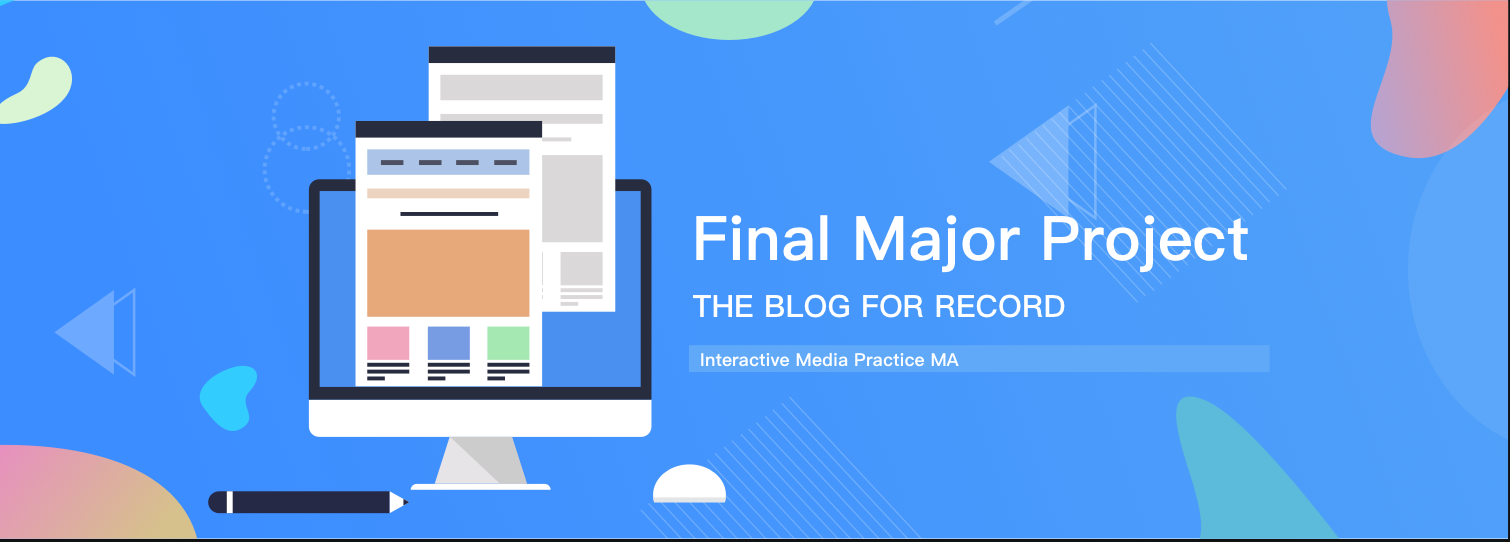 Final Major Project
THE BLOG FOR RECORD
Interactive Media Practice MA